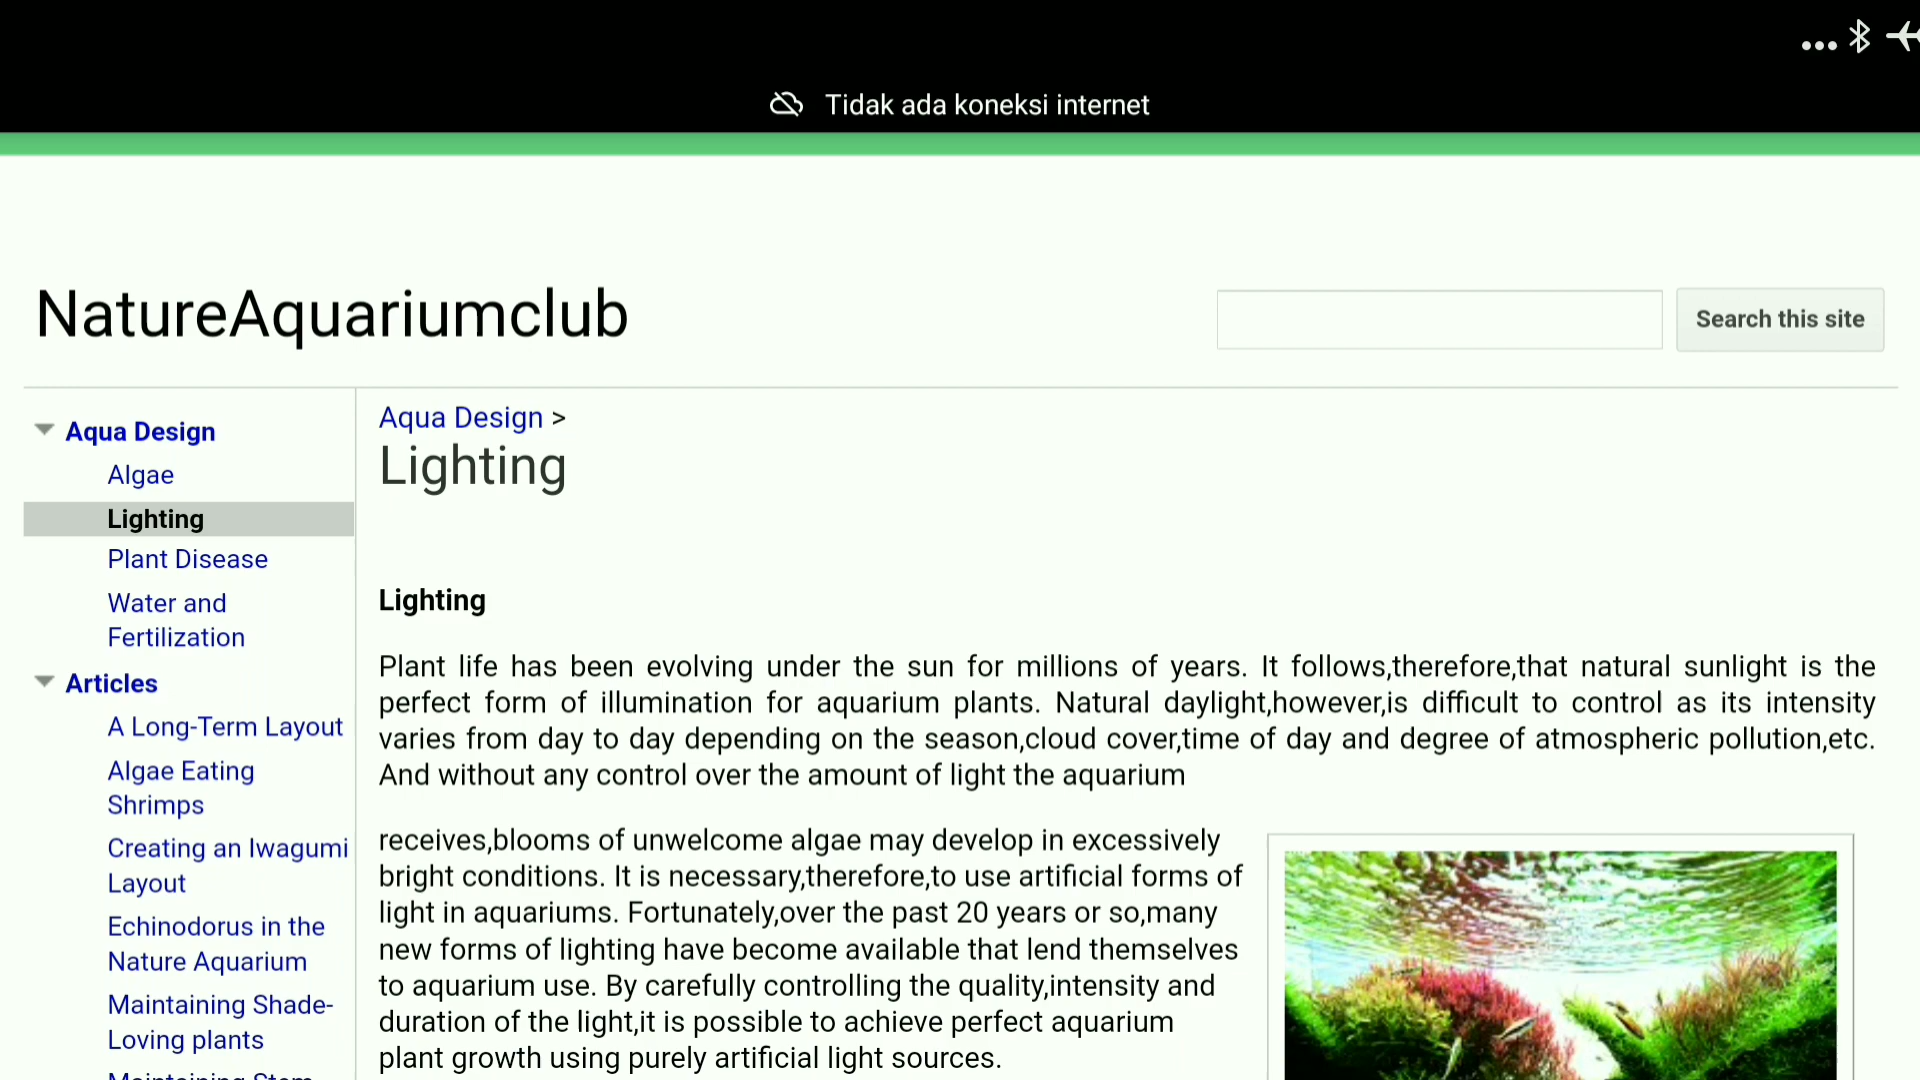 Tidak ada koneksi internet
NatureAquariumclub
Search this site
Aqua Design
Algae
Lighting
Plant Disease
Water and
Fertilization
Articles
A Long-Term Layout
Algae Eating
Shrimps
Creating an Iwagumi
Layout
Echinodorus in the
Nature Aquarium
Maintaining Shade-
Loving plants
Maintaining Stem
Aqua Design >
Lighting
Lighting
Plant life has been evolving under the sun for millions of years. It follows,therefore,that natural sunlight is the
perfect form of illumination for aquarium plants. Natural daylight,however,is difficult to control as its intensity
varies from day to day depending on the season,cloud cover,time of day and degree of atmospheric pollution,etc.
And without any control over the amount of light the aquarium
receives,blooms of unwelcome algae may develop in excessively
bright conditions. It is necessary,therefore,to use artificial forms of
light in aquariums. Fortunately,over the past 20 years or so,many
new forms of lighting have become available that lend themselves
to aquarium use. By carefully controlling the quality,intensity and
duration of the light,it is possible to achieve perfect aquarium
plant growth using purely artificial light sources.